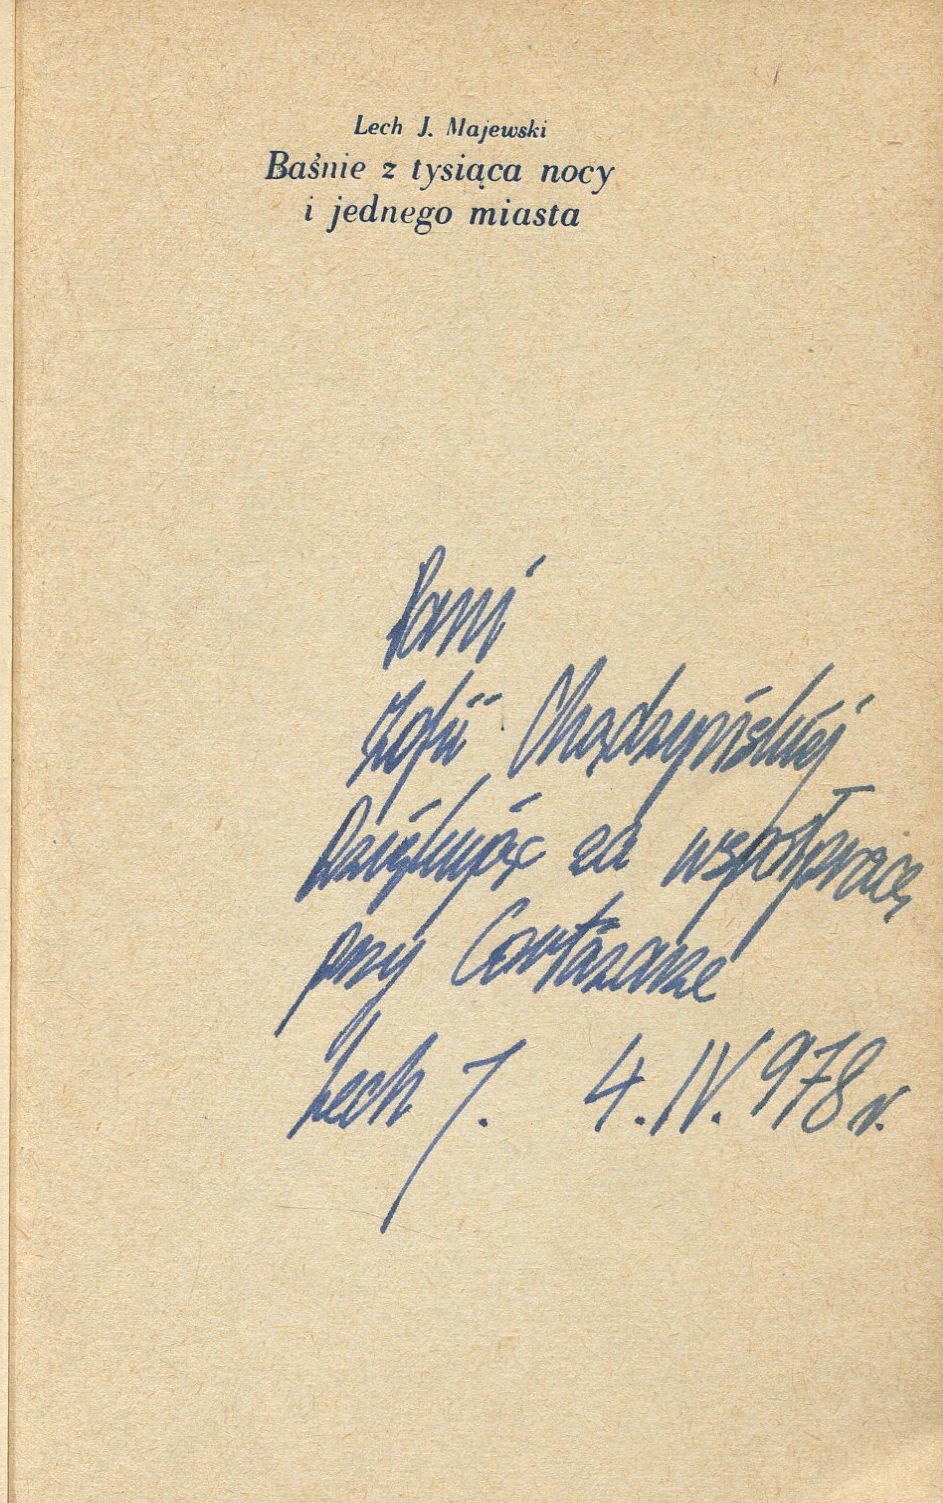 Lech J. Majewski
Baśnie z tysiąca nocy
i jednego miasta
Pani
Zofii Chądzyńskiej
Dziękując za współpracę
przy Cortazarze
Lech J. 4.IV.978 r.